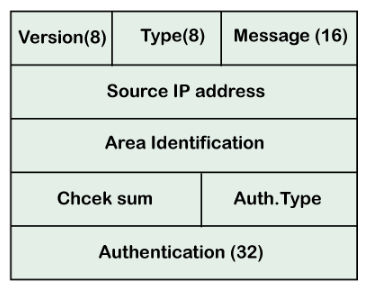 Version(8) Type(8) Message (16)
Source IP address
Area Identification
Chcek sum Auth.Type
Authentication (32)